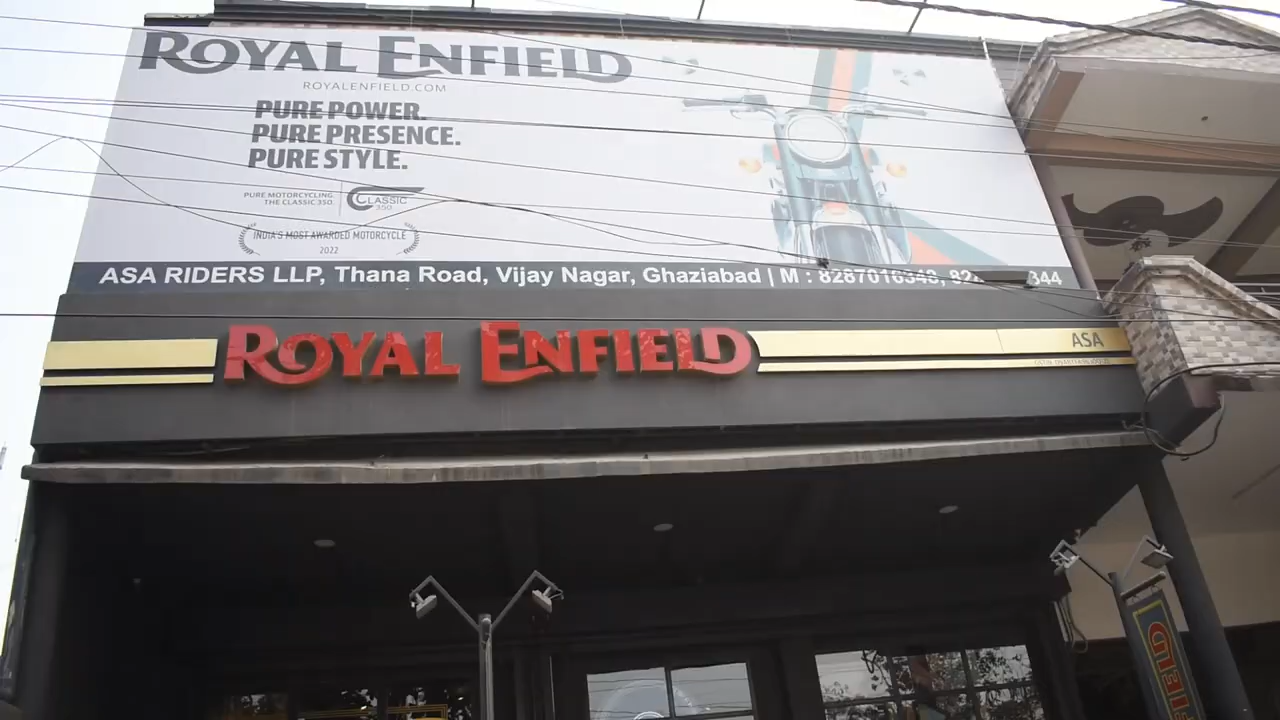 ROYAL ENFIELD
ROYALENFIELD.COM
PURE POWER.
PURE PRESENCE.
PURE STYLE.
PURE MOTORCYCLING.
THE CLASSIC 350.
CLASSIC
350
INDIA'S MOST AWARDED MOTORCYCLE
2022
ASA RIDERS LLP, Thana Road, Vijay Nagar, Ghaziabad | M :
ROYAL ENFIELD
ASA